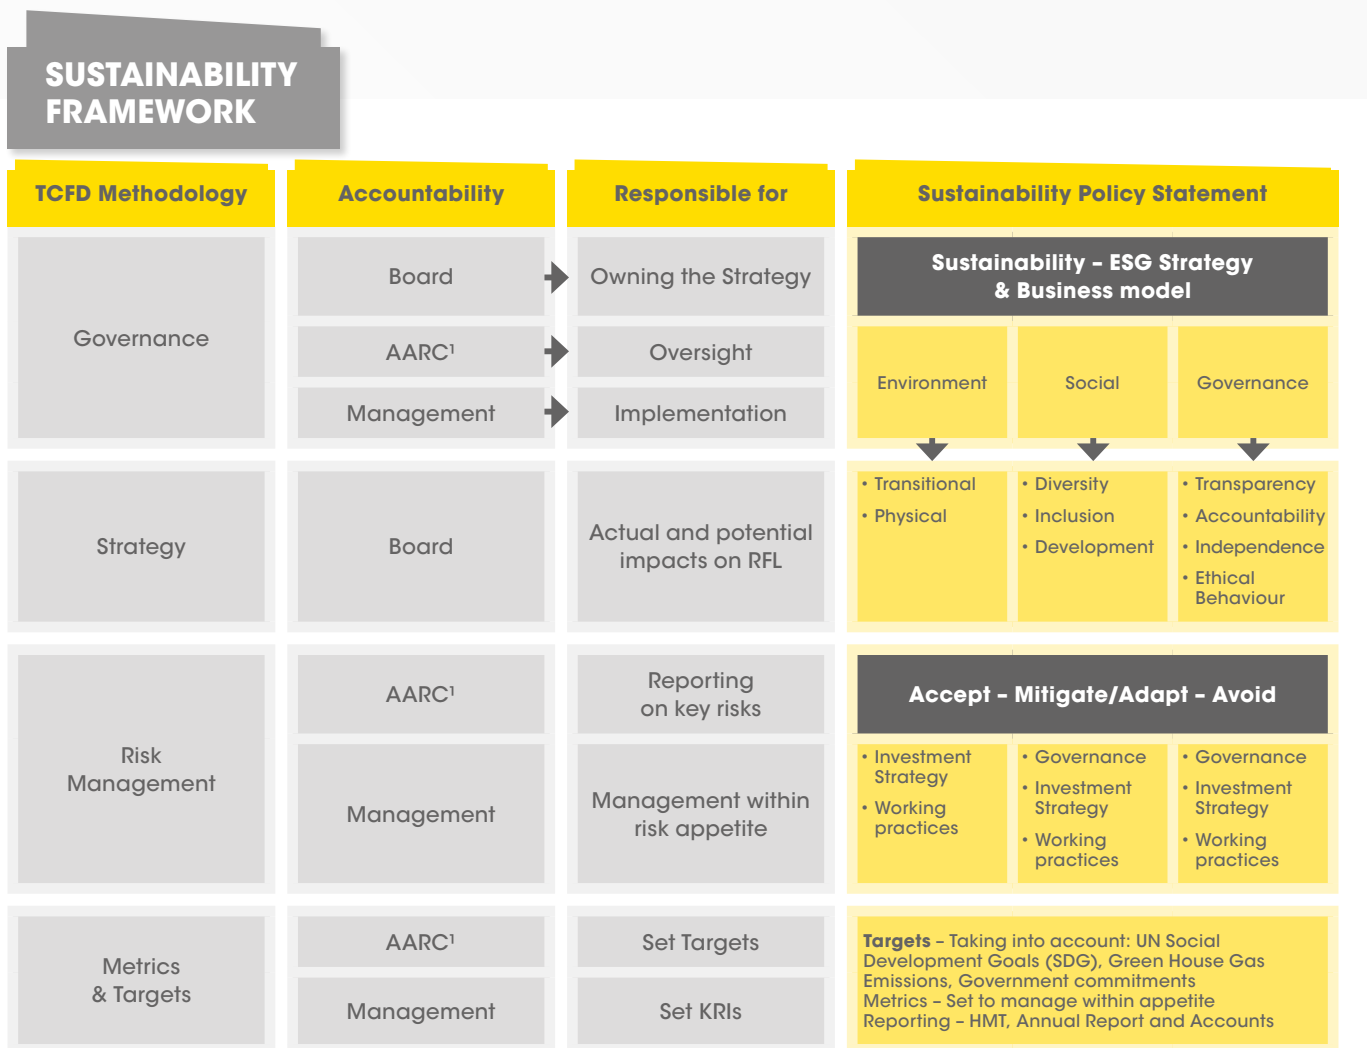 SUSTAINABILITY
FRAMEWORK
TCFD Methodology
Accountability
Responsible for
Sustainability Policy Statement
Governance
Board
Owning the Strategy
AARC¹
Oversight
Management
Implementation
Sustainability – ESG Strategy
& Business model
Environment
Social
Governance
Strategy
Board
Actual and potential
impacts on RFL
• Transitional
• Physical
• Diversity
• Inclusion
• Development
• Transparency
• Accountability
• Independence
• Ethical
Behaviour
Risk
Management
AARC¹
Reporting
on key risks
Management
Management within
risk appetite
Accept – Mitigate/Adapt – Avoid
• Investment
Strategy
• Working
practices
• Governance
• Investment
Strategy
• Working
practices
• Governance
• Investment
Strategy
• Working
practices
Metrics
& Targets
AARC¹
Set Targets
Management
Set KRIs
Targets – Taking into account: UN Social
Development Goals (SDG), Green House Gas
Emissions, Government commitments
Metrics – Set to manage within appetite
Reporting – HMT, Annual Report and Accounts